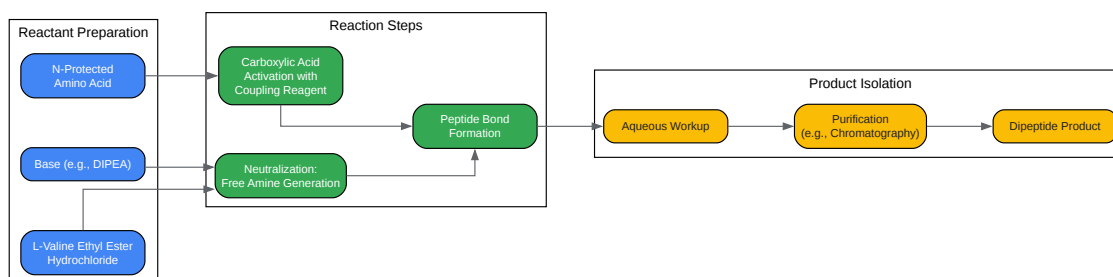 Reactant Preparation
N-Protected
Amino Acid
Base (e.g., DIPEA)
L-Valine Ethyl Ester
Hydrochloride
Reaction Steps
Carboxylic Acid
Activation with
Coupling Reagent
Neutralization:
Free Amine Generation
Peptide Bond
Formation
Product Isolation
Aqueous Workup
Purification
(e.g., Chromatography)
Dipeptide Product